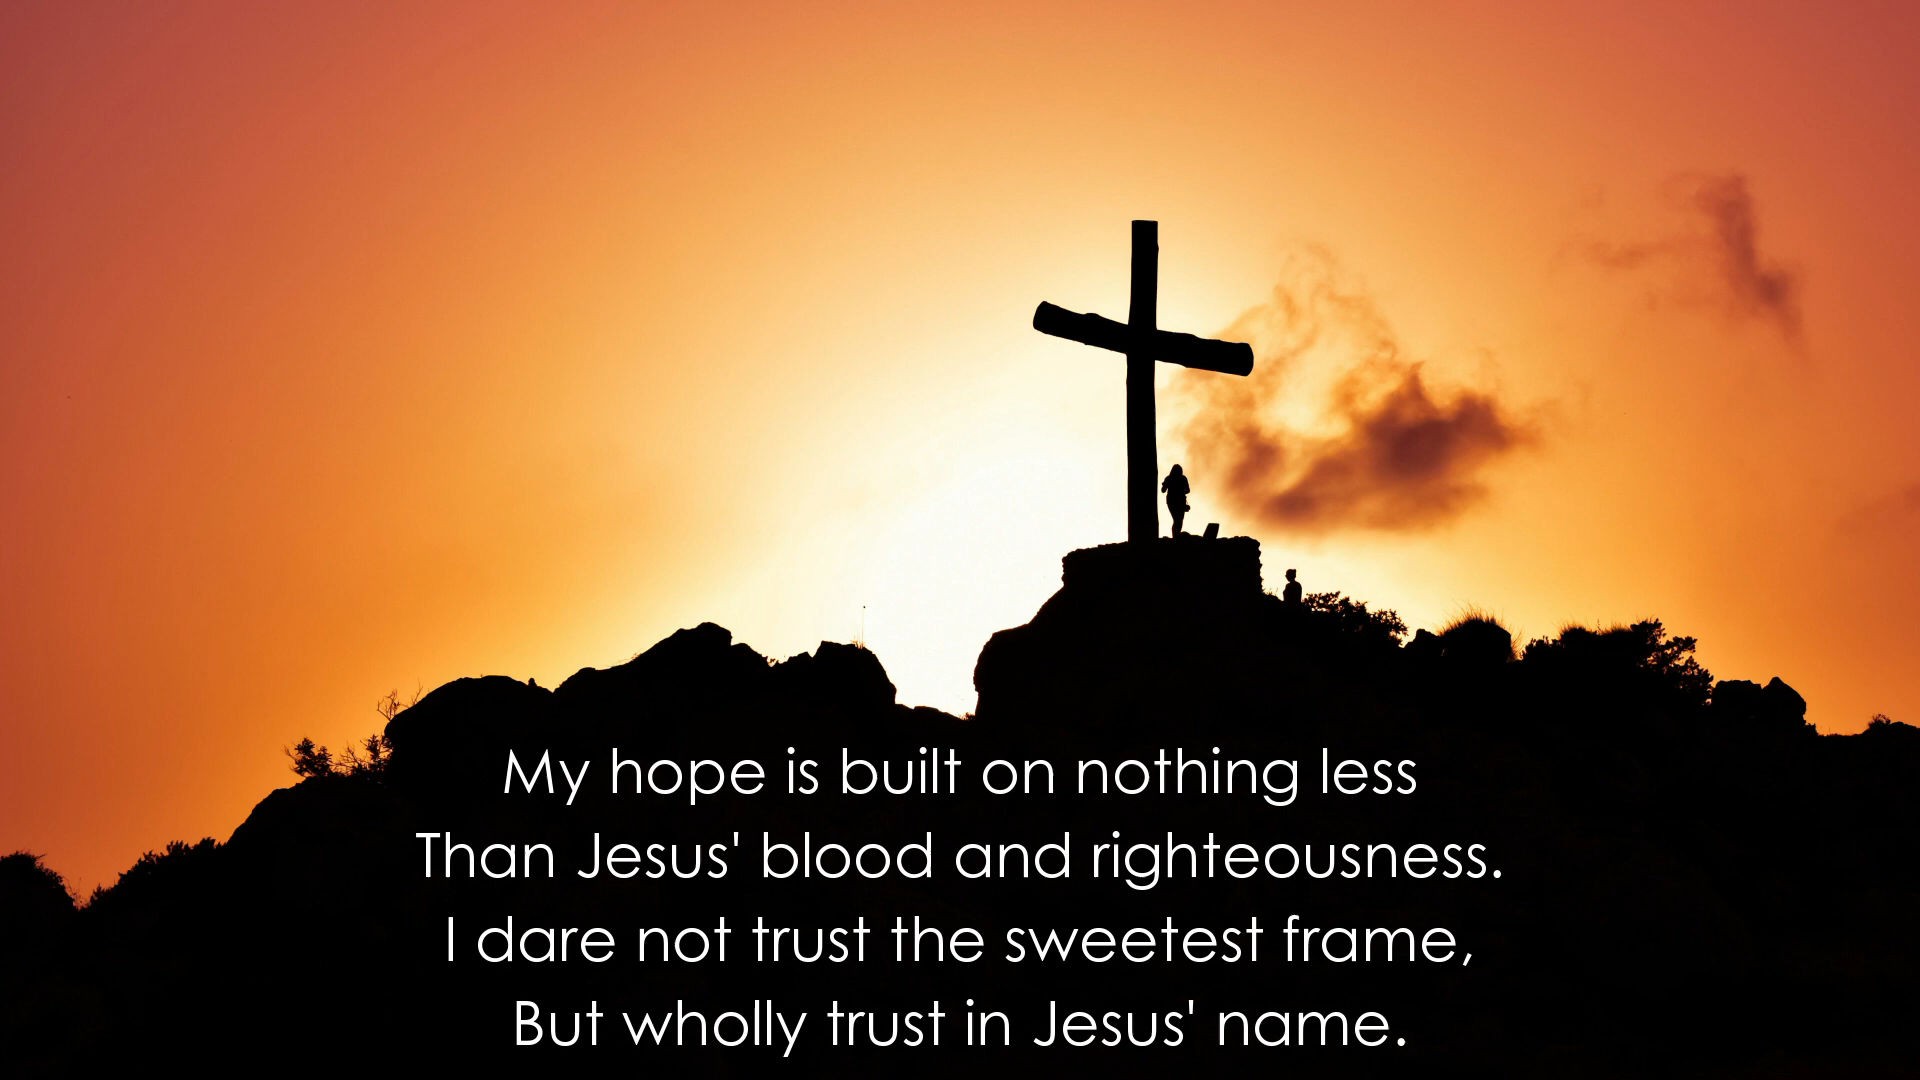 My hope is built on nothing less
Than Jesus' blood and righteousness.
I dare not trust the sweetest frame,
But wholly trust in Jesus' name.